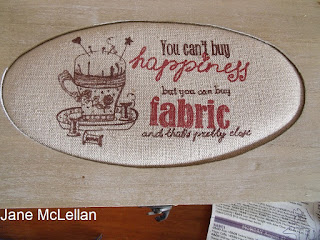 You can't buy
happiness
but you can buy
fabric
and that's pretty close
Jane McLellan